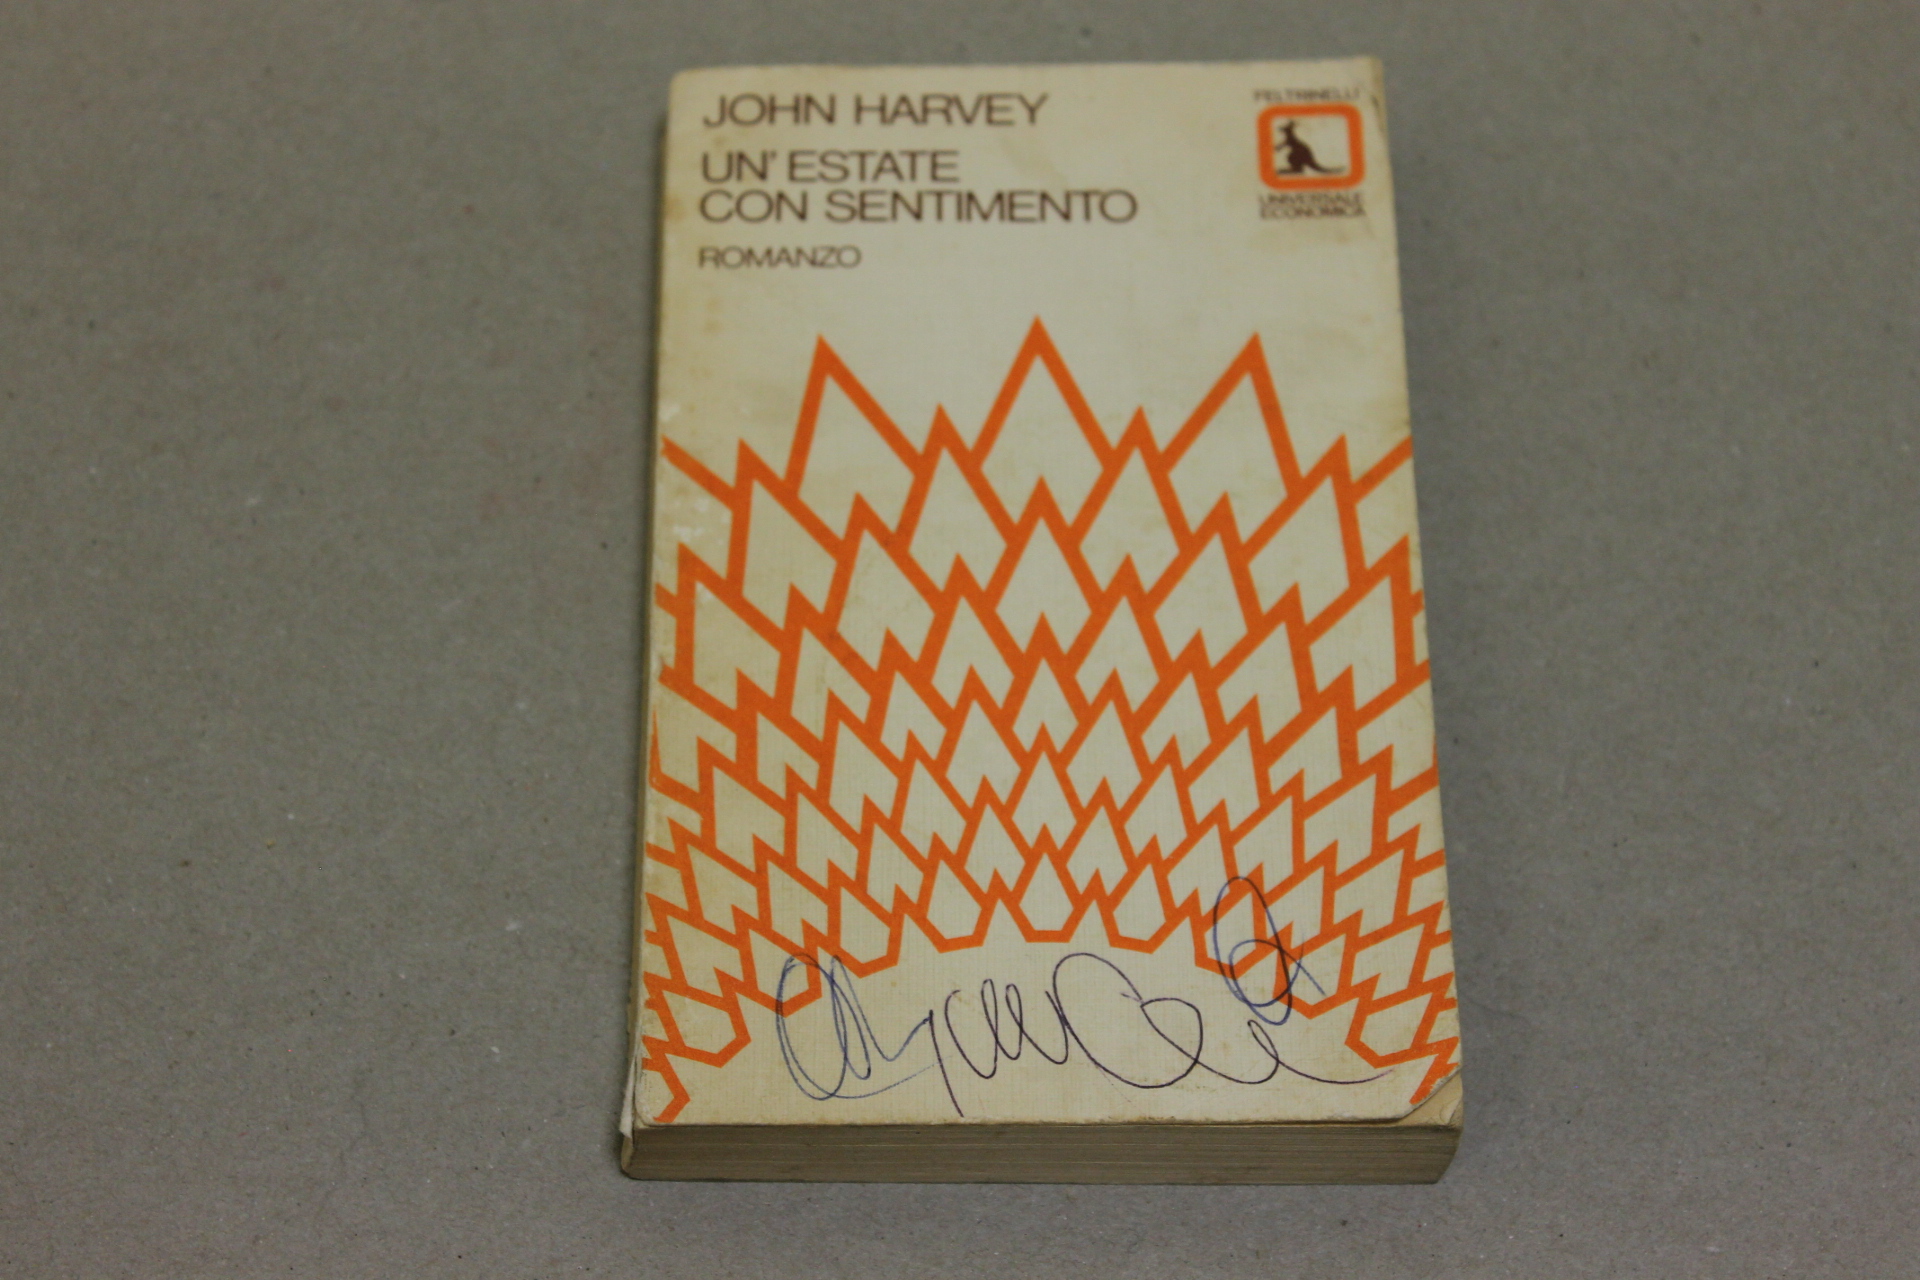 JOHN HARVEY
UN' ESTATE
CON SENTIMENTO
ROMANZO
FELTRINELLI
UNIVERSALE
ECONOMICA